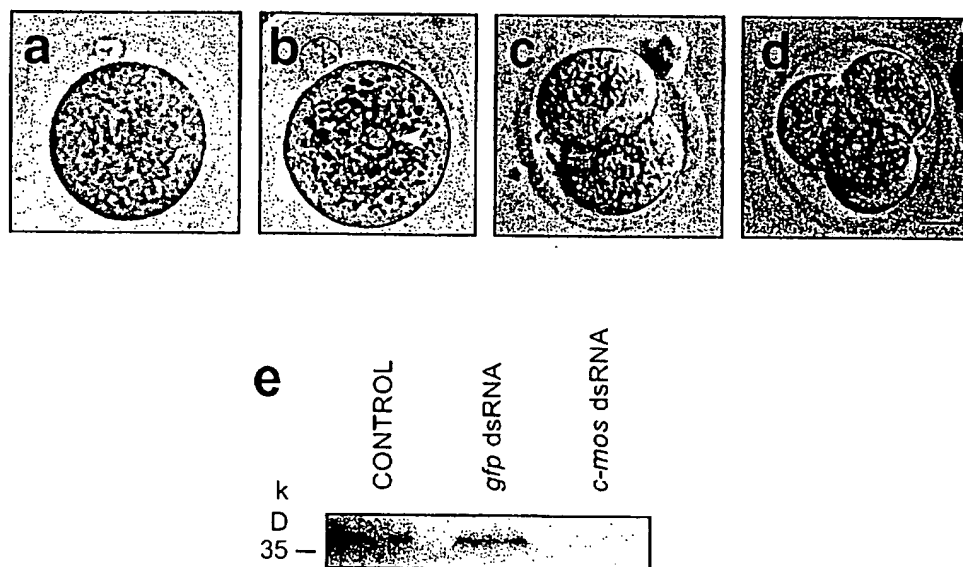 a b c d
e
CONTROL
gfp dsRNA
c-mos dsRNA
k
D
35